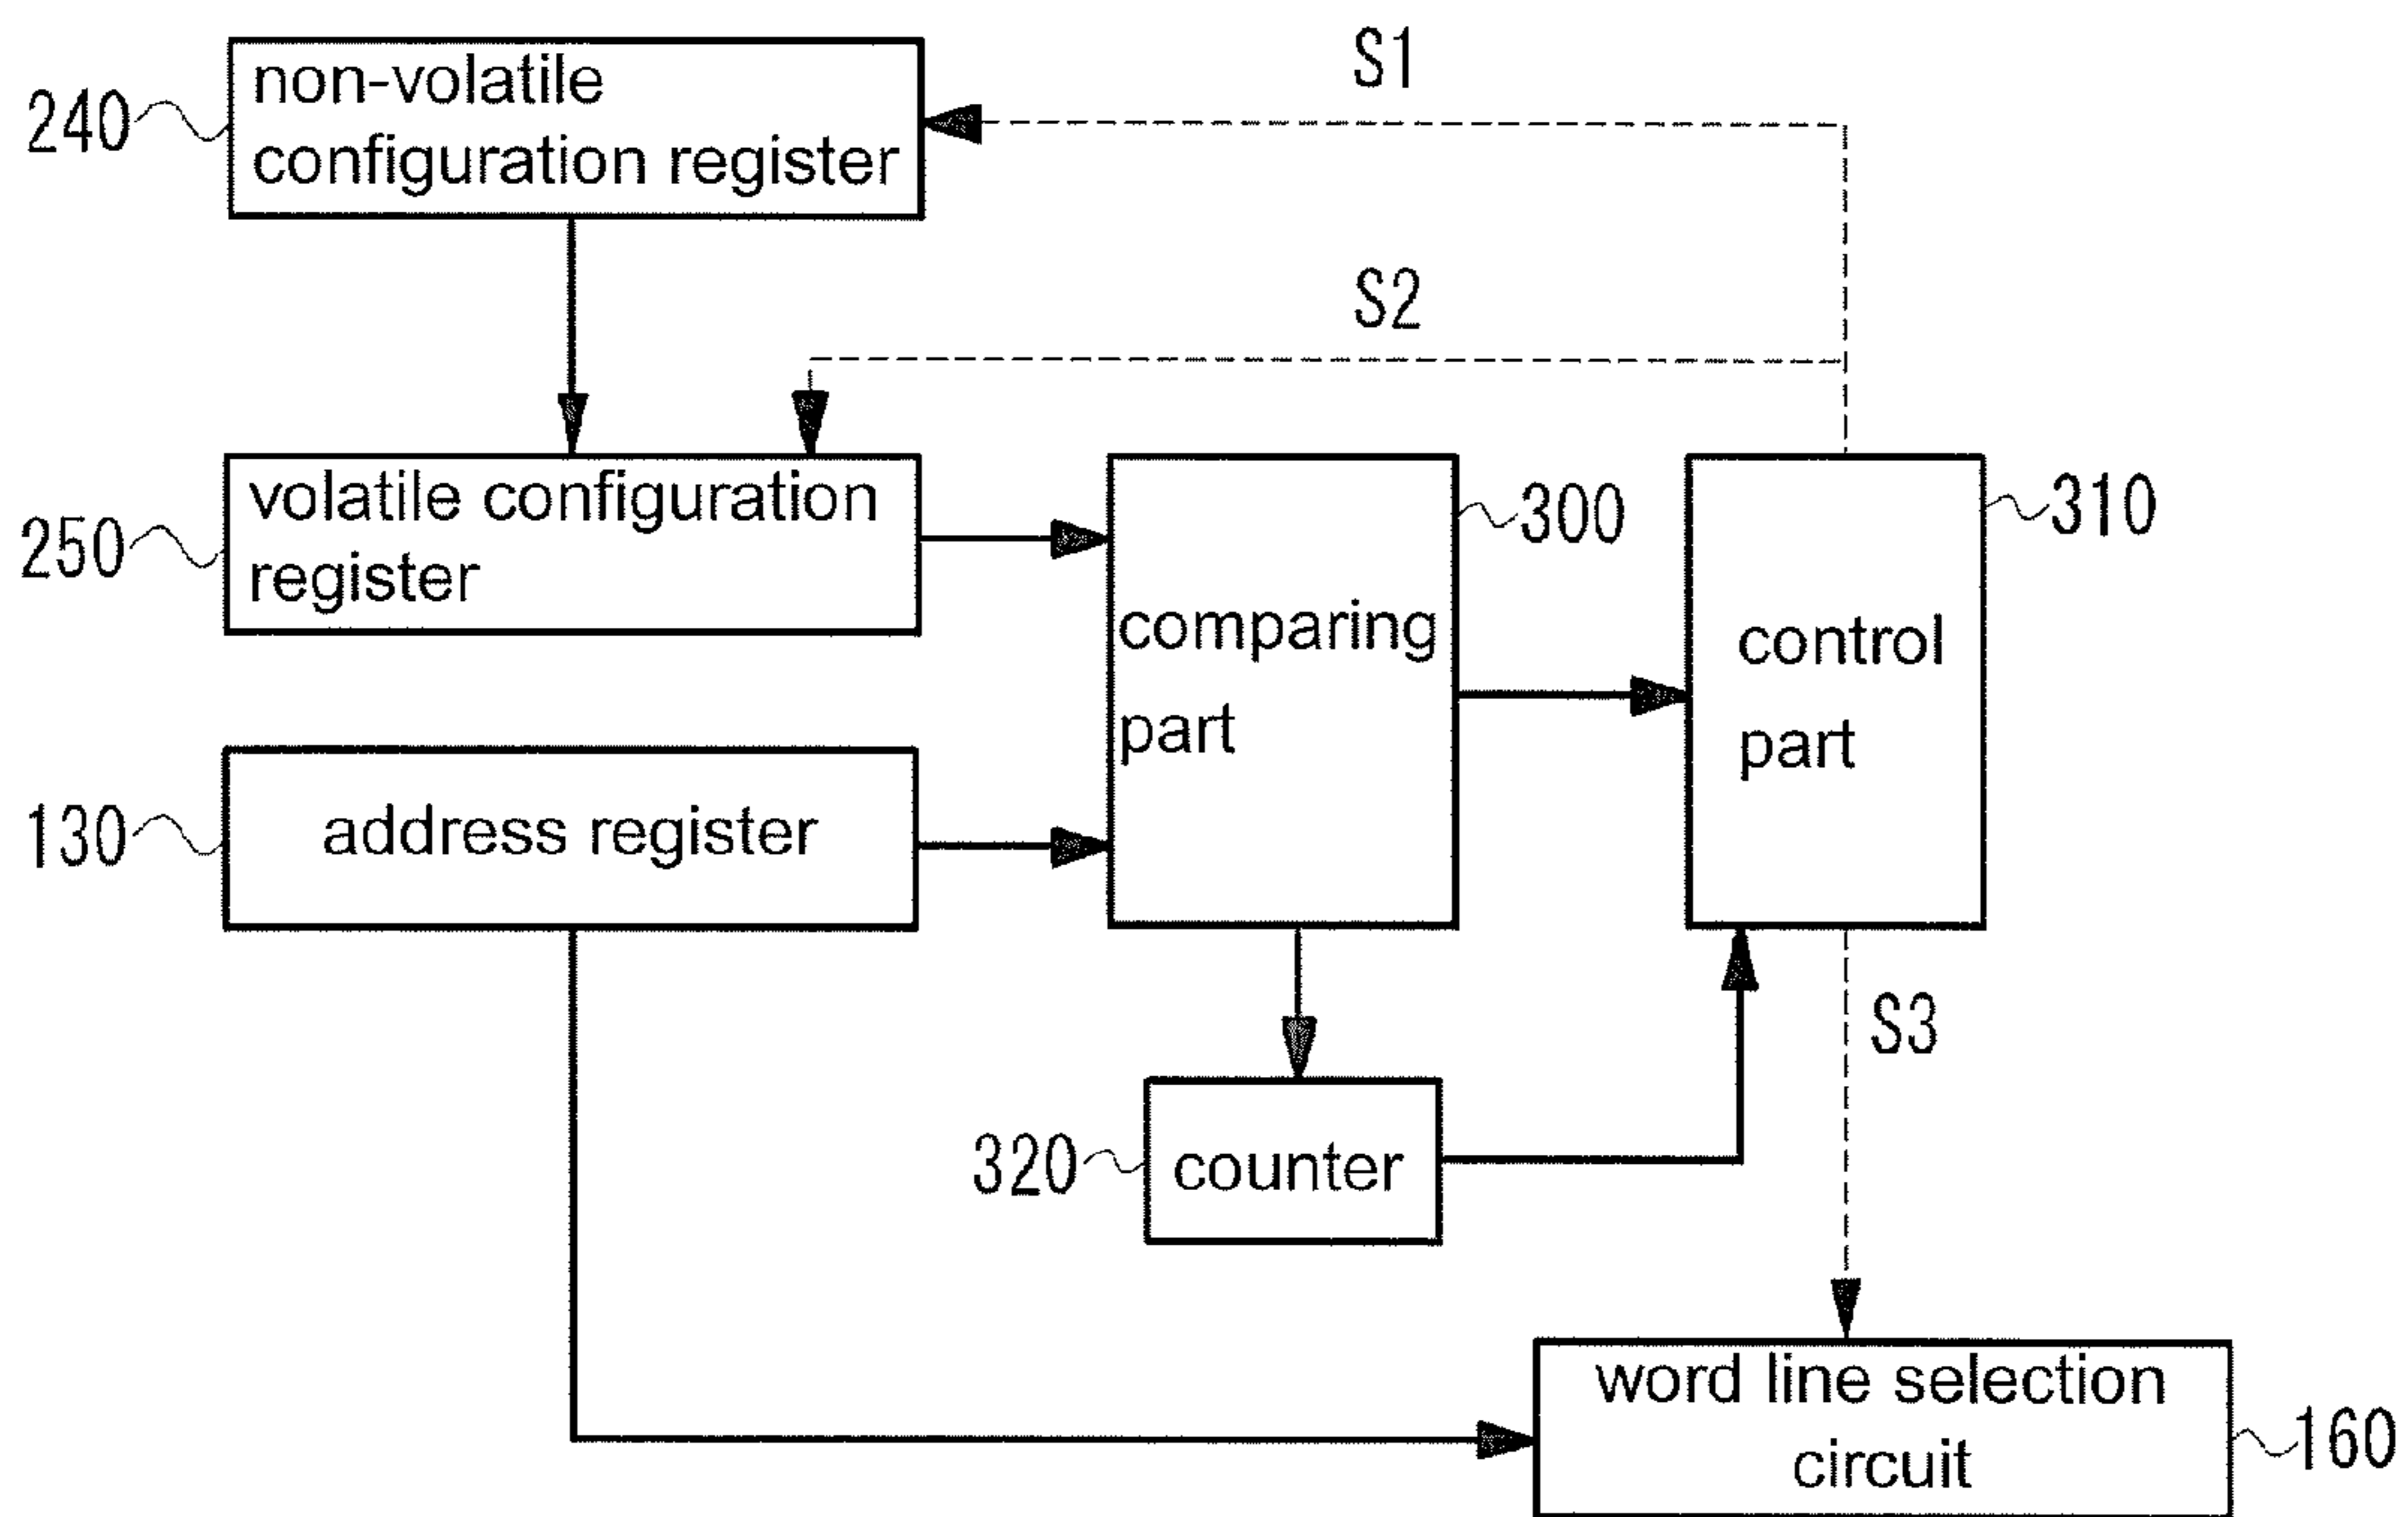 S1
240
non-volatile
configuration register
S2
250
volatile configuration
register
300
310
comparing
part
control
part
130
address register
S3
320
counter
word line selection
circuit
160